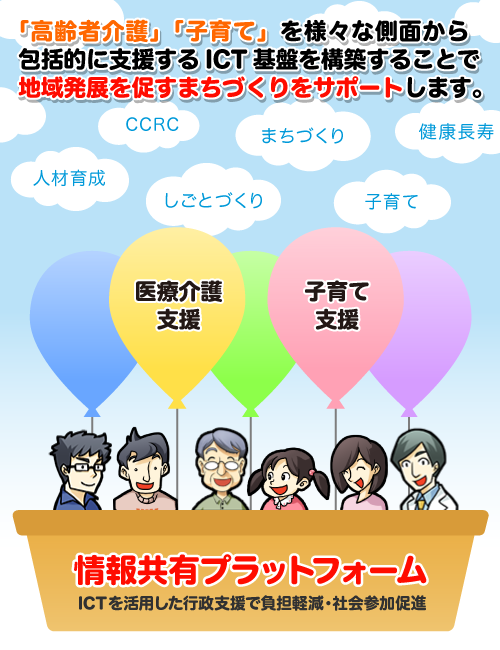 「高齢者介護」「子育て」を様々な側面から
包括的に支援するICT基盤を構築することで
地域発展を促すまちづくりをサポートします。
CCRC
まちづくり
健康長寿
人材育成
しごとづくり
子育て
医療介護
支援
子育て
支援
情報共有プラットフォーム
ICTを活用した行政支援で負担軽減・社会参加促進